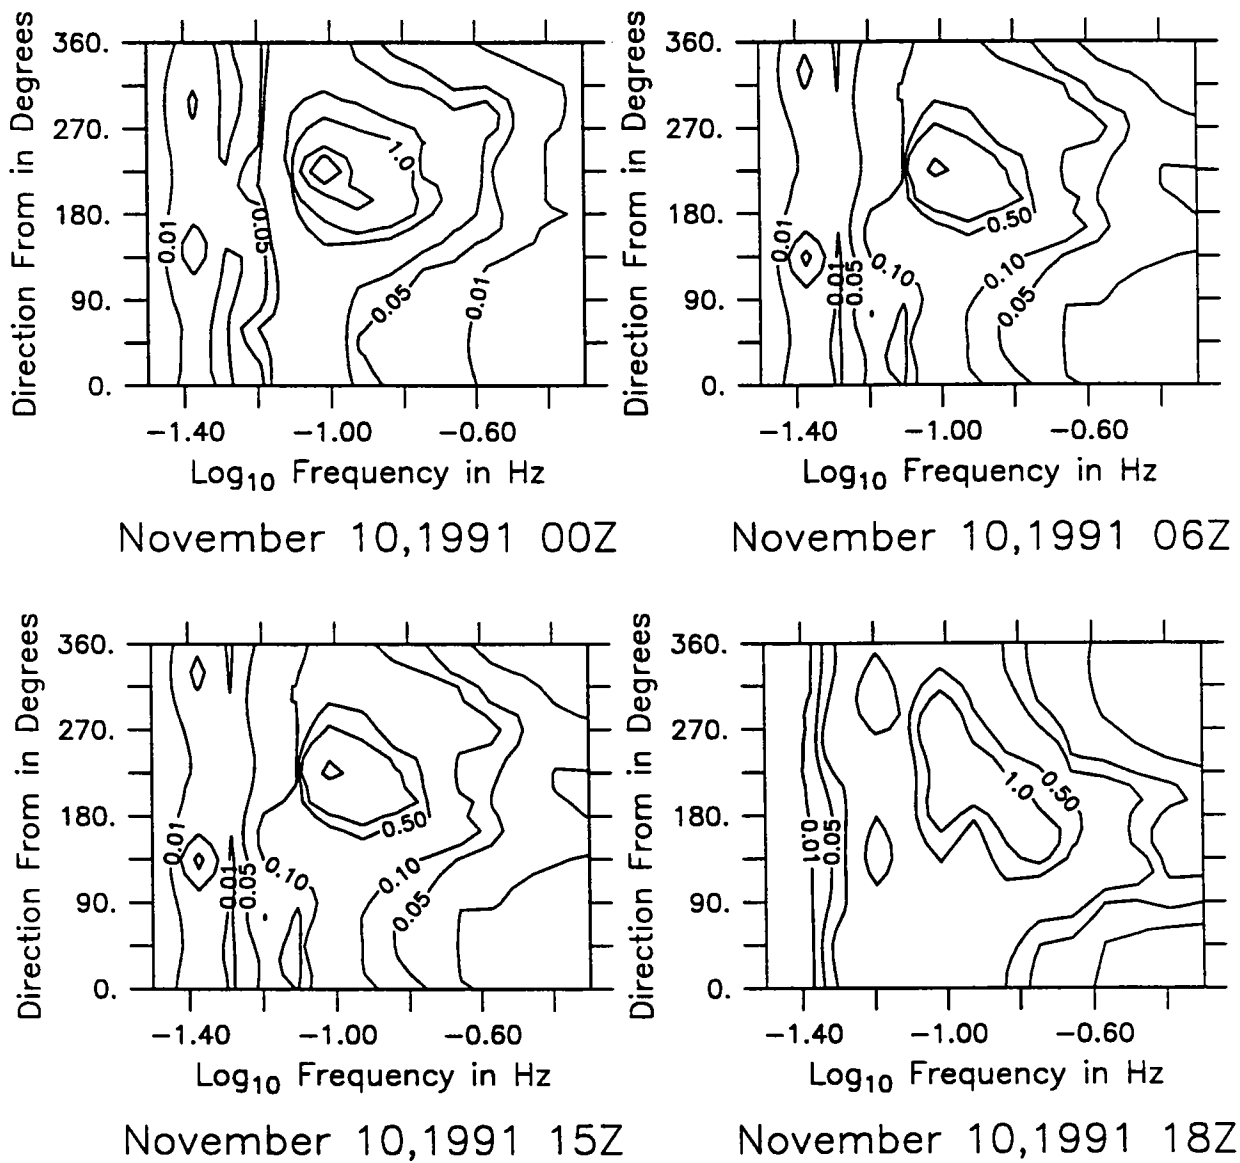 Direction From in Degrees
360.
270.
180.
90.
0.
0.01
0.05
1.0
0.05
0.01
−1.40 −1.00 −0.60
Log10 Frequency in Hz
November 10,1991 00Z
Direction From in Degrees
360.
270.
180.
90.
0.
0.01
0.01
0.05
0.10
0.50
0.10
0.05
−1.40 −1.00 −0.60
Log10 Frequency in Hz
November 10,1991 06Z
Direction From in Degrees
360.
270.
180.
90.
0.
0.01
0.01
0.05
0.10
0.50
0.10
0.05
−1.40 −1.00 −0.60
Log10 Frequency in Hz
November 10,1991 15Z
Direction From in Degrees
360.
270.
180.
90.
0.
0.01
0.05
1.0
0.50
−1.40 −1.00 −0.60
Log10 Frequency in Hz
November 10,1991 18Z